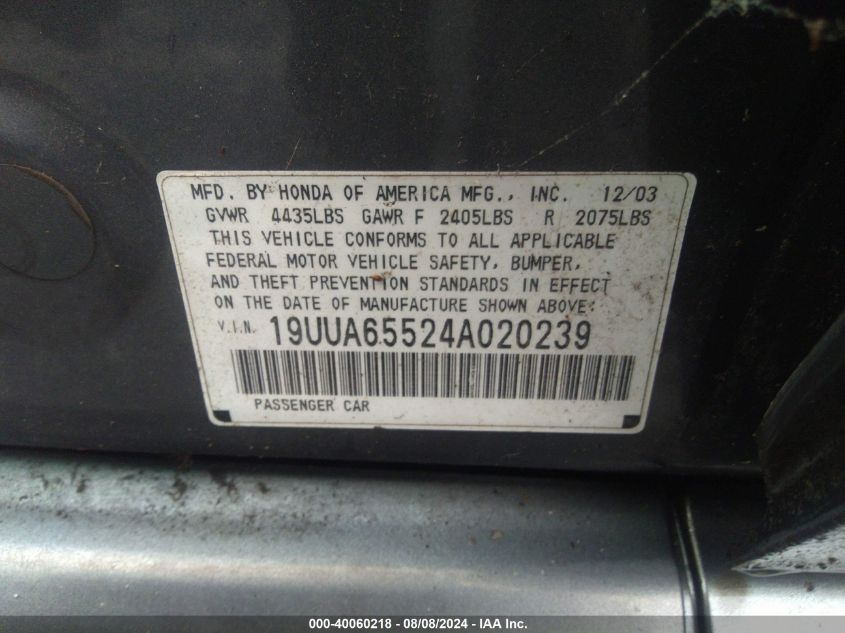 MFD. BY HONDA OF AMERICA MFG., INC. 12/03
GVWR 4435LBS GAWR F 2405LBS R 2075LBS
THIS VEHICLE CONFORMS TO ALL APPLICABLE
FEDERAL MOTOR VEHICLE SAFETY, BUMPER,
AND THEFT PREVENTION STANDARDS IN EFFECT
ON THE DATE OF MANUFACTURE SHOWN ABOVE.
V.I.N. 19UUA65524A020239
PASSENGER CAR
000-40060218 - 08/08/2024 - IAA Inc.